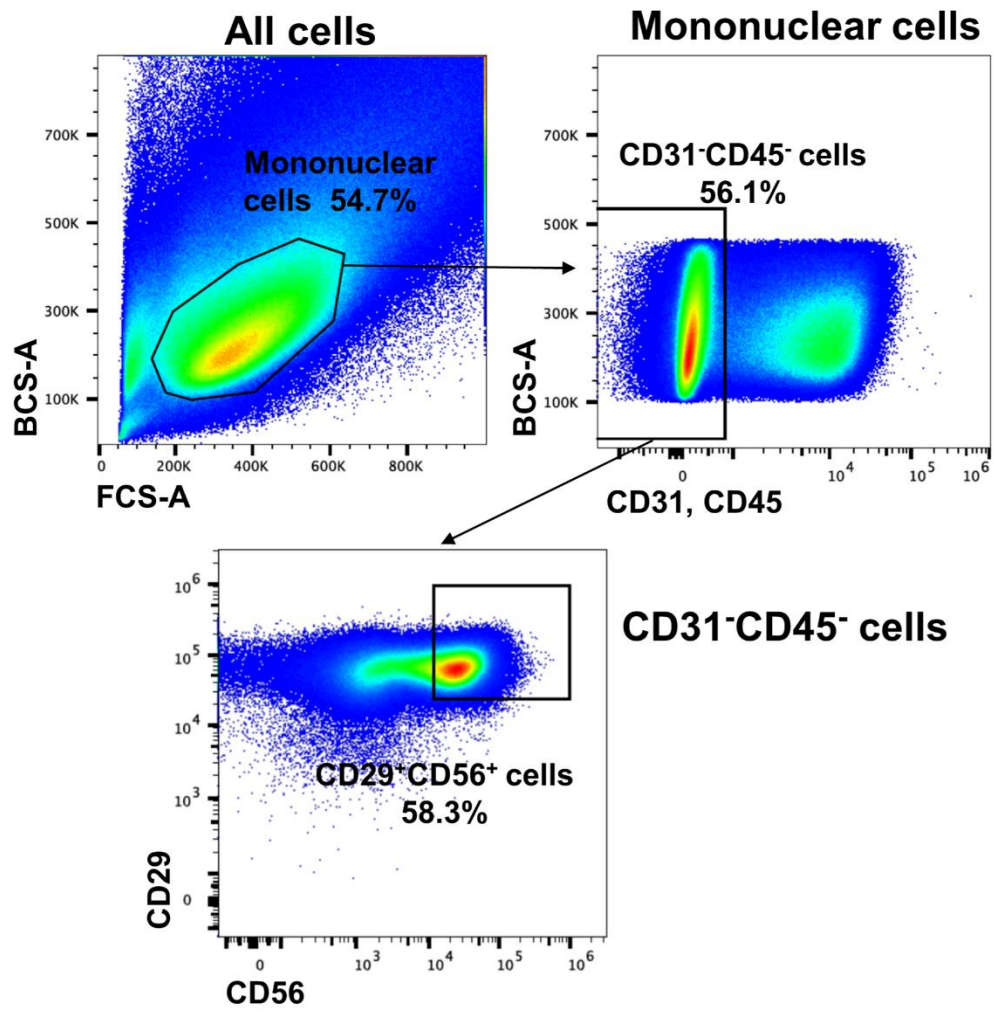 All cells
Mononuclear cells
700K
500K
300K
100K
BCS-A
Mononuclear
cells 54.7%
0 200K 400K 600K 800K
FCS-A
700K
500K
300K
100K
BCS-A
CD31⁻CD45⁻ cells
56.1%
0 10⁴ 10⁵ 10⁶
CD31, CD45
10⁶
10⁵
10⁴
10³
0
CD29
CD29⁺CD56⁺ cells
58.3%
0 10³ 10⁴ 10⁵ 10⁶
CD56
CD31⁻CD45⁻ cells